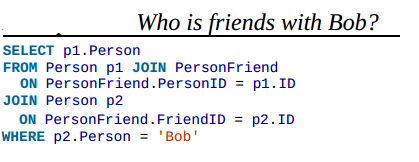 Who is friends with Bob?
SELECT p1.Person
FROM Person p1 JOIN PersonFriend
ON PersonFriend.PersonID = p1.ID
JOIN Person p2
ON PersonFriend.FriendID = p2.ID
WHERE p2.Person = 'Bob'